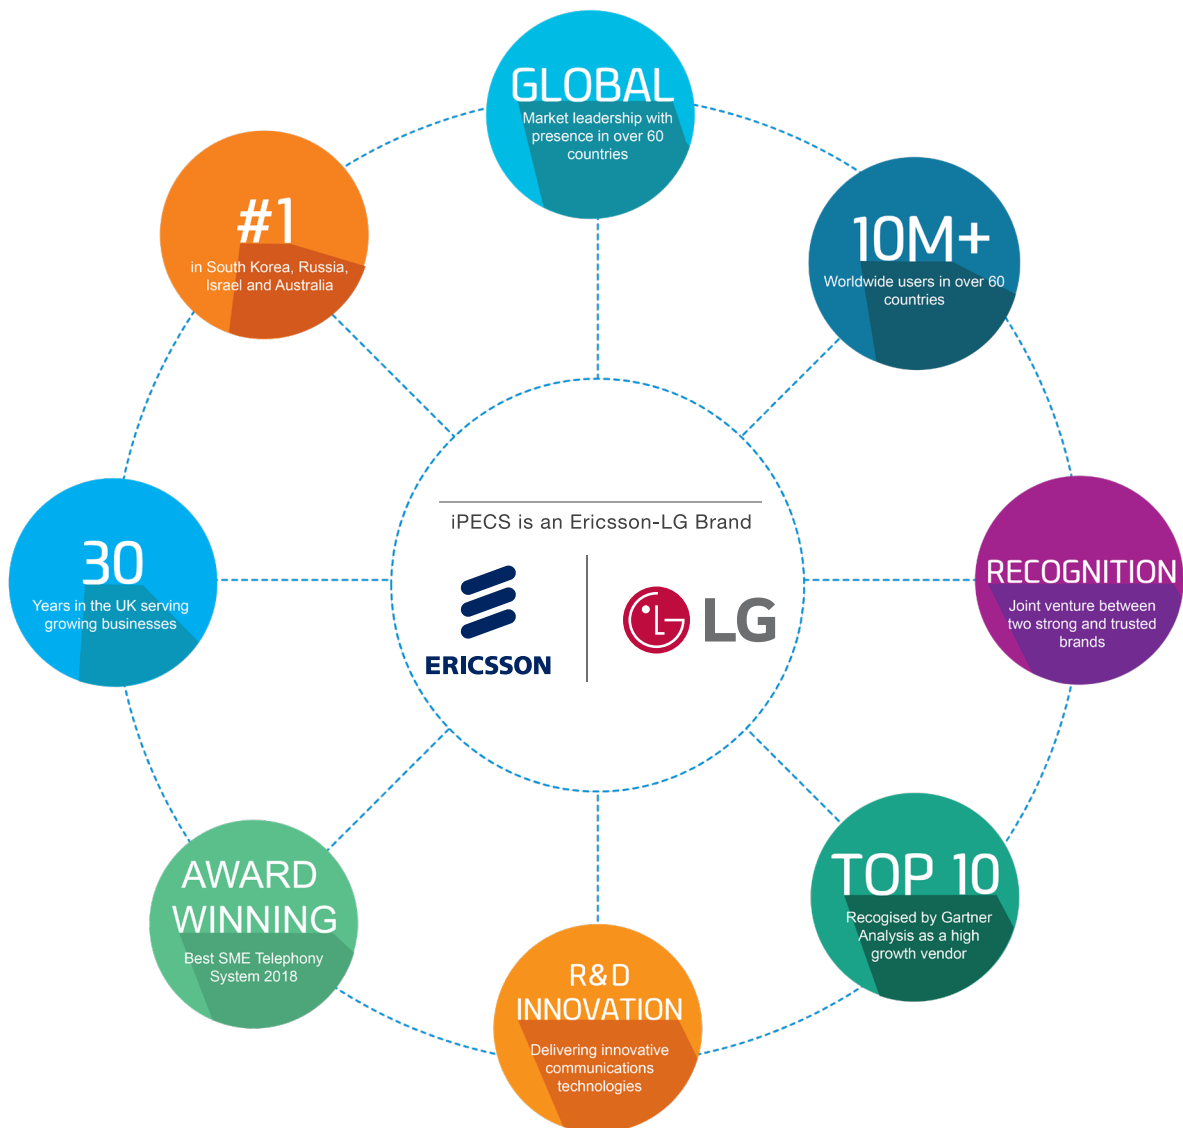 GLOBAL
Market leadership with
presence in over 60
countries
10M+
Worldwide users in over 60
countries
RECOGNITION
Joint venture between
two strong and trusted
brands
TOP 10
Recogised by Gartner
Analysis as a high
growth vendor
R&D
INNOVATION
Delivering innovative
communications
technologies
AWARD
WINNING
Best SME Telephony
System 2018
30
Years in the UK serving
growing businesses
#1
in South Korea, Russia,
Israel and Australia
iPECS is an Ericsson-LG Brand
ERICSSON
LG